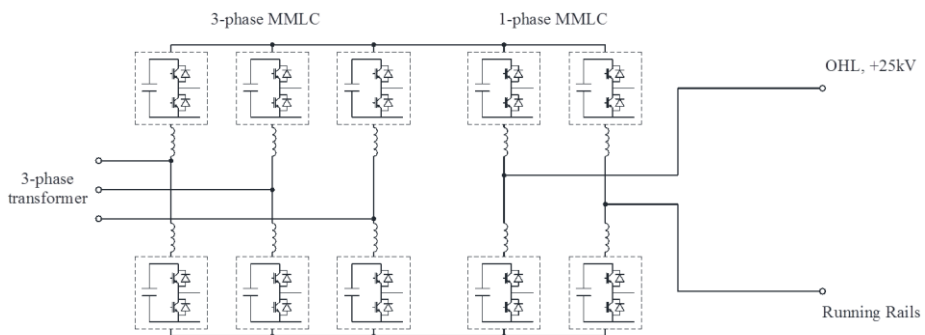 3-phase MMLC
1-phase MMLC
OHL, +25kV
3-phase
transformer
Running Rails